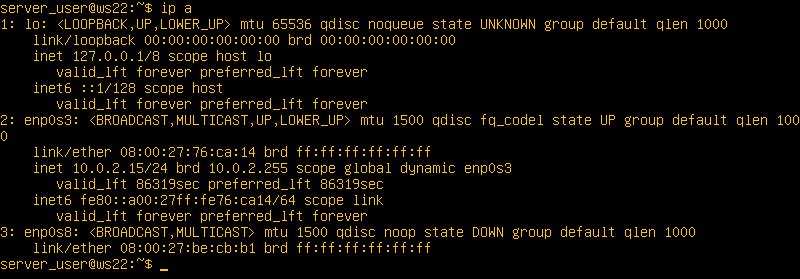 server_user@ws22:~$ ip a
1: lo: <LOOPBACK,UP,LOWER_UP> mtu 65536 qdisc noqueue state UNKNOWN group default qlen 1000
    link/loopback 00:00:00:00:00:00 brd 00:00:00:00:00:00
    inet 127.0.0.1/8 scope host lo
       valid_lft forever preferred_lft forever
    inet6 ::1/128 scope host
       valid_lft forever preferred_lft forever
2: enp0s3: <BROADCAST,MULTICAST,UP,LOWER_UP> mtu 1500 qdisc fq_codel state UP group default qlen 100
0
    link/ether 08:00:27:76:ca:14 brd ff:ff:ff:ff:ff:ff
    inet 10.0.2.15/24 brd 10.0.2.255 scope global dynamic enp0s3
       valid_lft 86319sec preferred_lft 86319sec
    inet6 fe80::a00:27ff:fe76:ca14/64 scope link
       valid_lft forever preferred_lft forever
3: enp0s8: <BROADCAST,MULTICAST> mtu 1500 qdisc noop state DOWN group default qlen 1000
    link/ether 08:00:27:be:cb:b1 brd ff:ff:ff:ff:ff:ff
server_user@ws22:~$ _